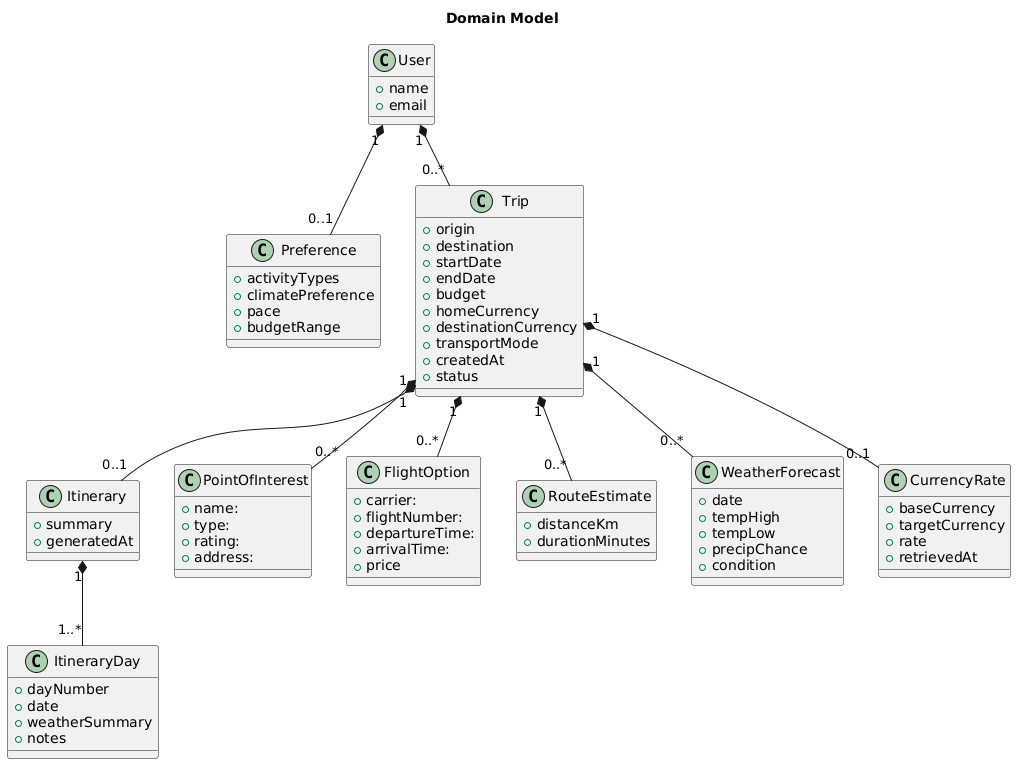 Domain Model
C User
name
email
1
1
0..*
0..1
C Trip
origin
destination
startDate
endDate
budget
homeCurrency
destinationCurrency
transportMode
createdAt
status
C Preference
activityTypes
climatePreference
pace
budgetRange
1
1
1
1
1
1
0..1
0..*
0..*
0..*
0..*
0..1
C Itinerary
summary
generatedAt
C PointOfInterest
name:
type:
rating:
address:
C FlightOption
carrier:
flightNumber:
departureTime:
arrivalTime:
price
C RouteEstimate
distanceKm
durationMinutes
C WeatherForecast
date
tempHigh
tempLow
precipChance
condition
C CurrencyRate
baseCurrency
targetCurrency
rate
retrievedAt
1
1..*
C ItineraryDay
dayNumber
date
weatherSummary
notes